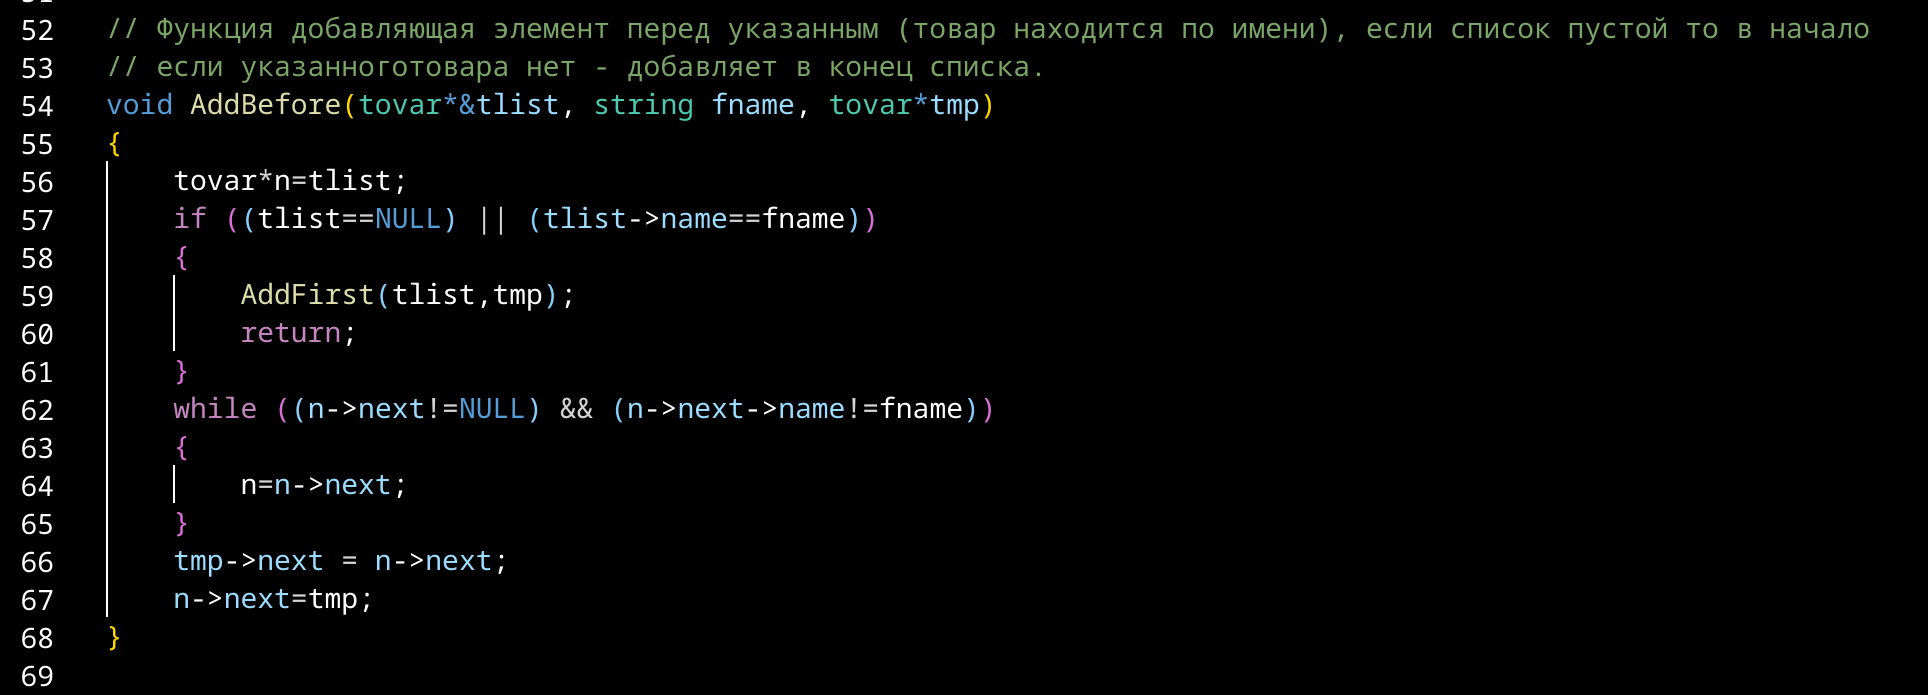 52 // Функция добавляющая элемент перед указанным (товар находится по имени), если список пустой то в начало
53 // если указанноготовара нет - добавляет в конец списка.
54 void AddBefore(tovar*&tlist, string fname, tovar*tmp)
55 {
56     tovar*n=tlist;
57     if ((tlist==NULL) || (tlist->name==fname))
58     {
59         AddFirst(tlist,tmp);
60         return;
61     }
62     while ((n->next!=NULL) && (n->next->name!=fname))
63     {
64         n=n->next;
65     }
66     tmp->next = n->next;
67     n->next=tmp;
68 }
69